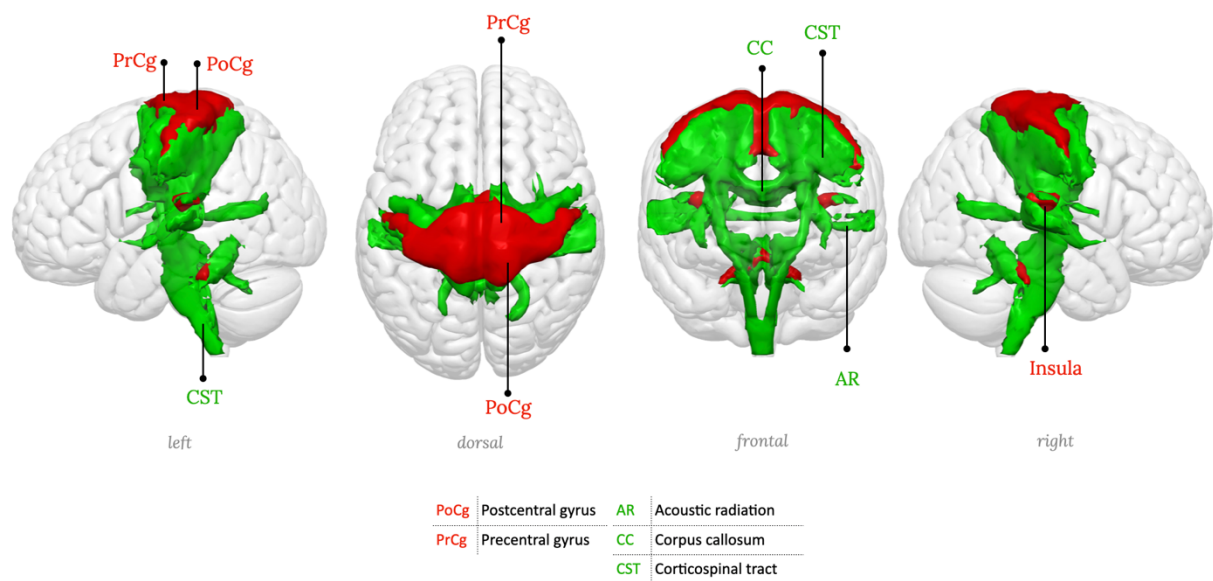 PrCg
CC
CST
PrCg PoCg
CST
AR
Insula
PoCg
left dorsal frontal right
PoCg Postcentral gyrus AR Acoustic radiation
PrCg Precentral gyrus CC Corpus callosum
CST Corticospinal tract